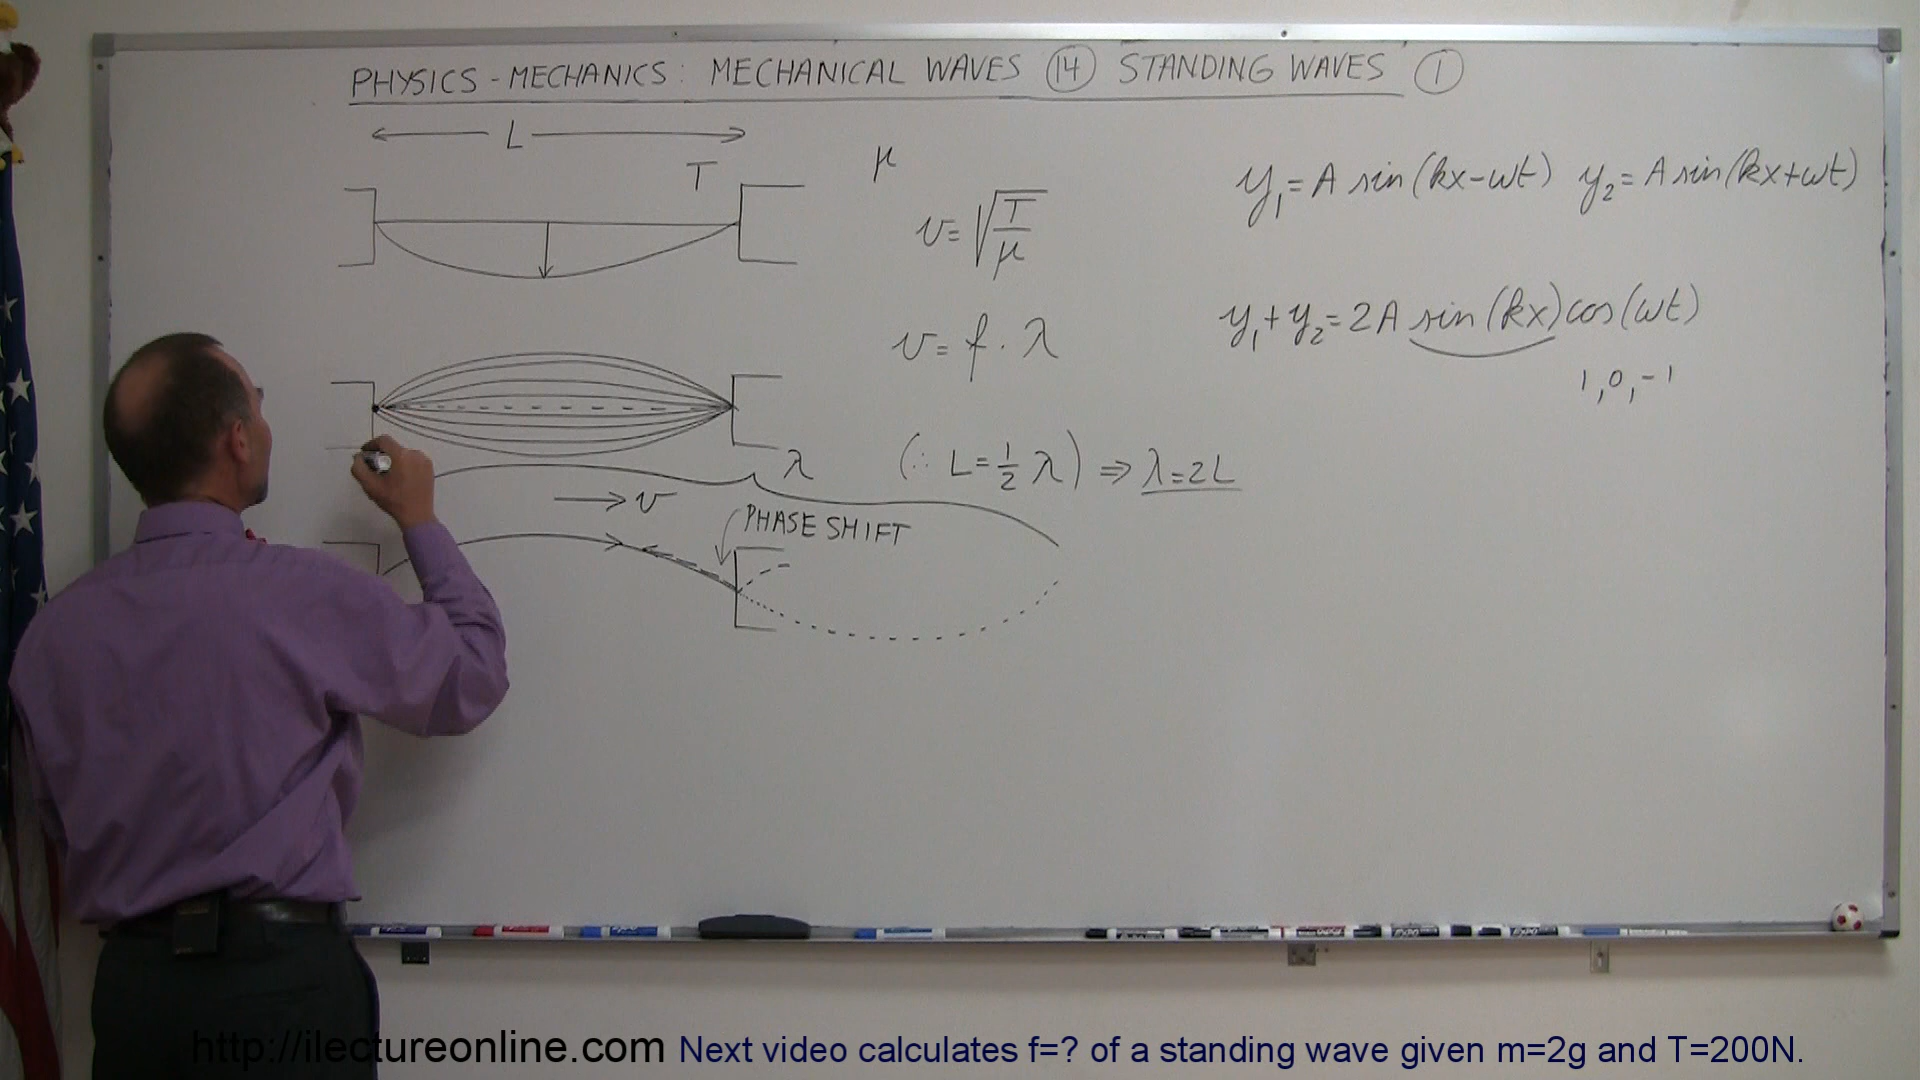 PHYSICS - MECHANICS: MECHANICAL WAVES 14 STANDING WAVES 1
L
T
μ
y₁ = A sin(kx-ωt) y₂ = A sin(kx+ωt)
v = √(T/μ)
y₁ + y₂ = 2A sin(kx) cos(ωt)
v = f · λ
1, 0, -1
λ
(∴ L = 1/2 λ) ⇒ λ = 2L
→ v
PHASE SHIFT
http://ilectureonline.com Next video calculates f=? of a standing wave given m=2g and T=200N.